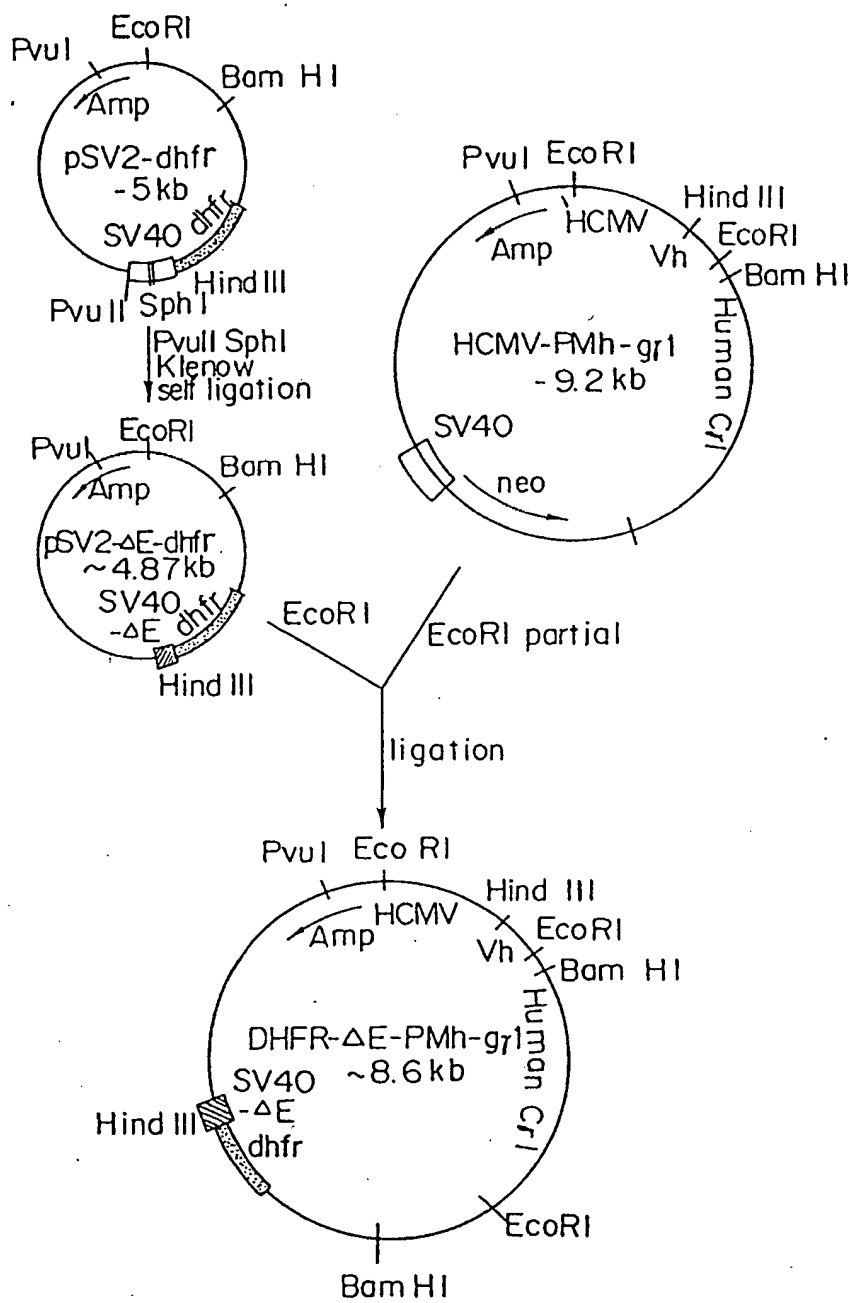 EcoRI
PvuI
Bam HI
Amp
pSV2-dhfr
~5kb
dhfr
SV40
Hind III
PvuII
SphI
PvuII SphI
Klenow
self ligation
PvuI
EcoRI
HCMV
Hind III
Amp
Vh
EcoRI
Bam HI
HCMV-PMh-gγ1
~9.2 kb
Human Cγ1
SV40
neo
EcoRI
PvuI
Bam HI
Amp
pSV2-ΔE-dhfr
~4.87kb
SV40
-ΔE
dhfr
Hind III
EcoRI
EcoRI partial
ligation
PvuI
Eco RI
Hind III
HCMV
Amp
EcoRI
Vh
Bam HI
DHFR-ΔE-PMh-gγ1
~8.6 kb
Human Cγ1
SV40
-ΔE
Hind III
dhfr
EcoRI
Bam HI